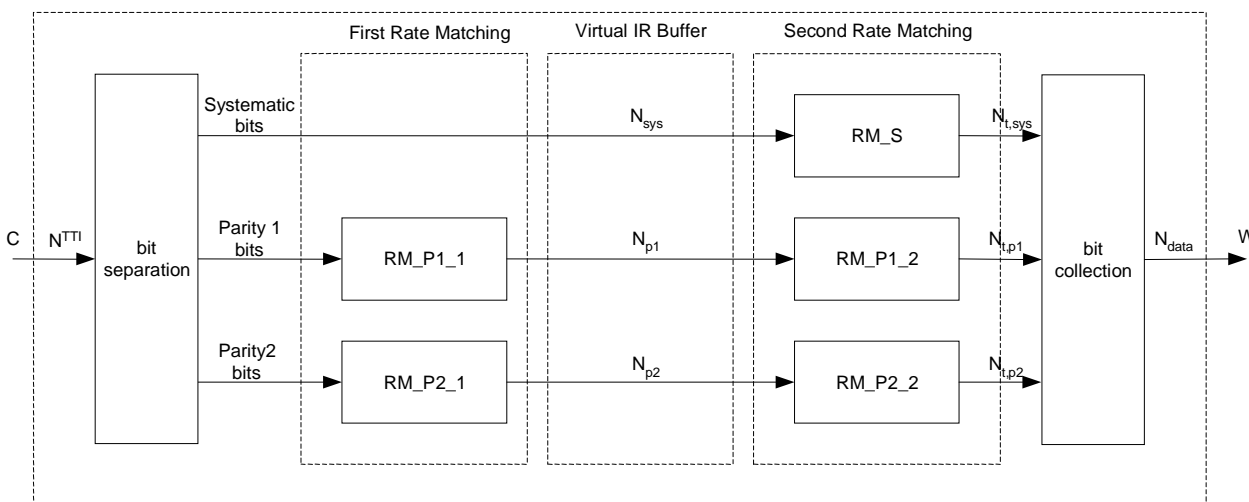 First Rate Matching
Virtual IR Buffer
Second Rate Matching
Systematic
bits
N_sys
RM_S
N_t,sys
C
N^TTI
bit
separation
Parity 1
bits
RM_P1_1
N_p1
RM_P1_2
N_t,p1
bit
collection
N_data
W
Parity2
bits
RM_P2_1
N_p2
RM_P2_2
N_t,p2